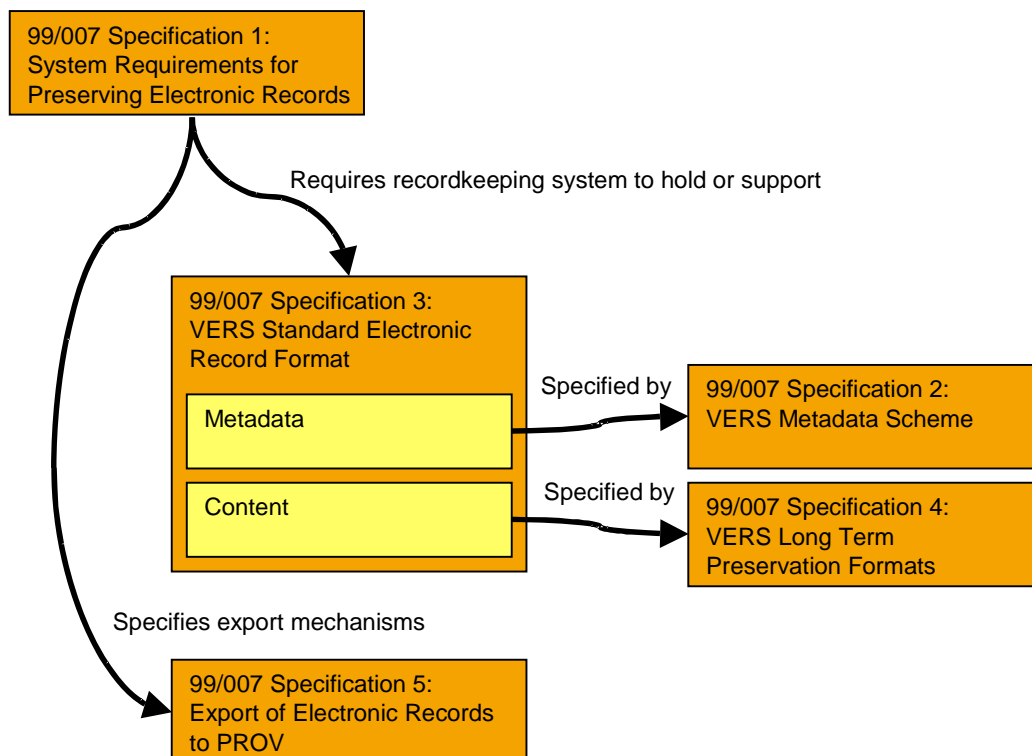 99/007 Specification 1:
System Requirements for
Preserving Electronic Records
Requires recordkeeping system to hold or support
99/007 Specification 3:
VERS Standard Electronic
Record Format
Metadata
Specified by
99/007 Specification 2:
VERS Metadata Scheme
Content
Specified by
99/007 Specification 4:
VERS Long Term
Preservation Formats
Specifies export mechanisms
99/007 Specification 5:
Export of Electronic Records
to PROV